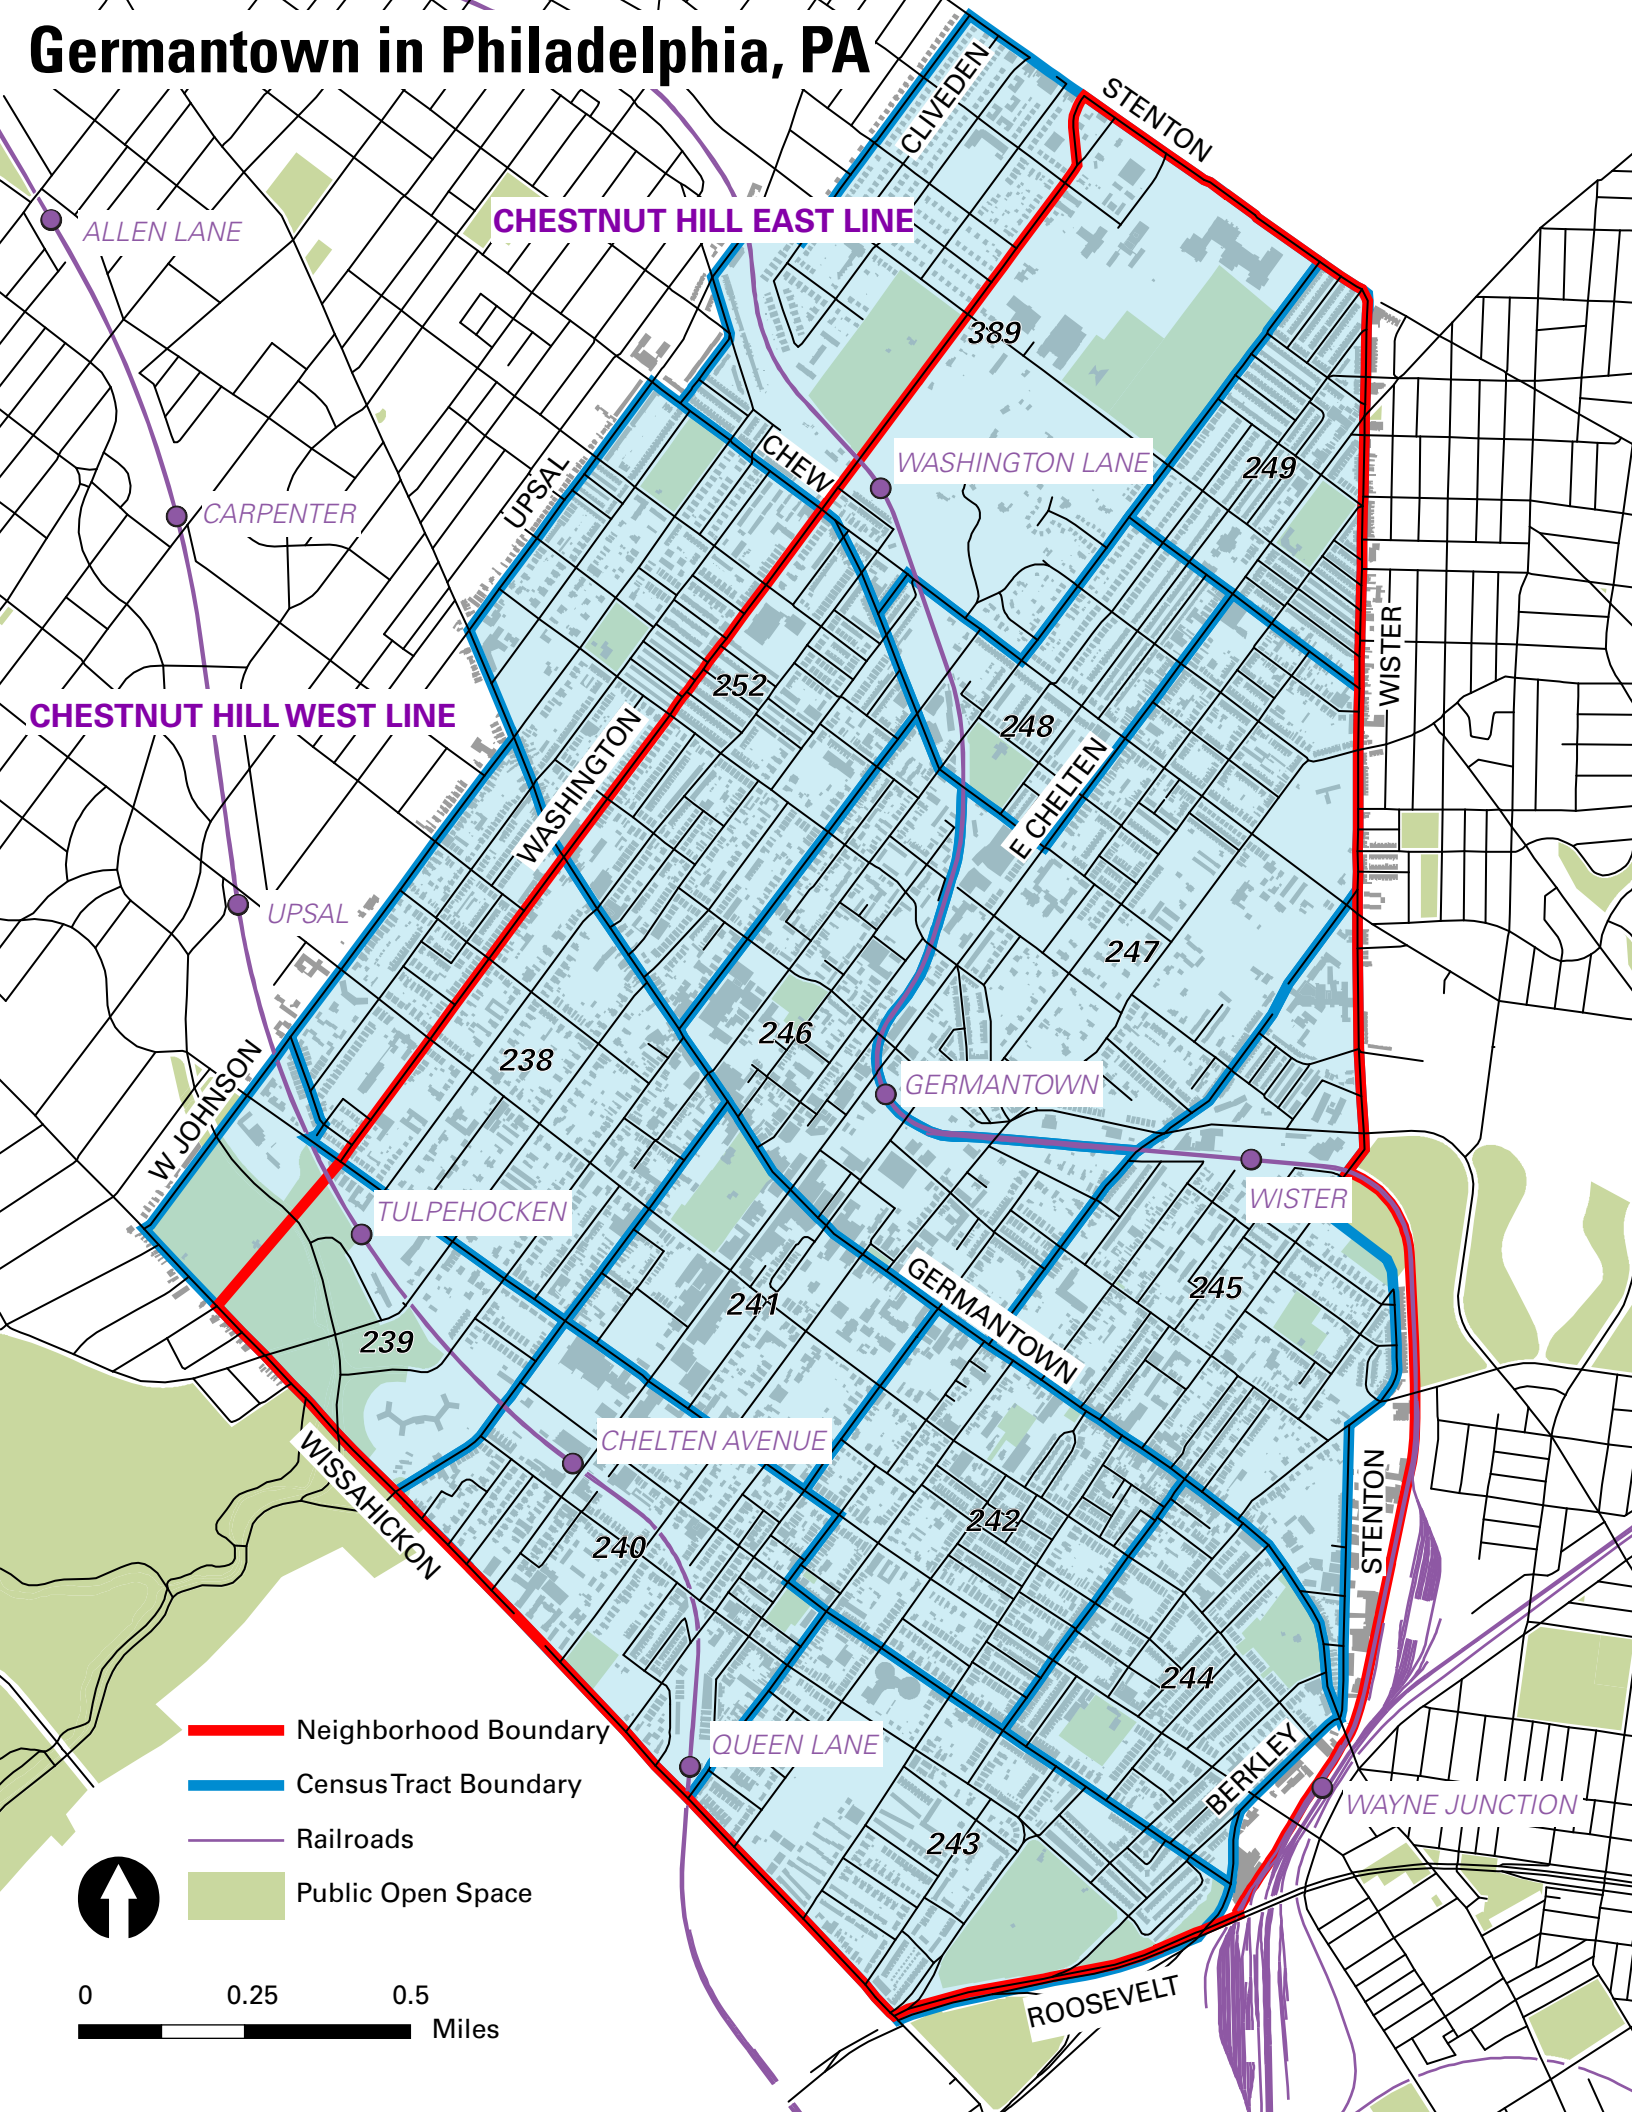 Germantown in Philadelphia, PA
STENTON
CLIVEDEN
CHESTNUT HILL EAST LINE
ALLEN LANE
389
CHEW
WASHINGTON LANE
249
UPSAL
CARPENTER
WISTER
252
CHESTNUT HILL WEST LINE
248
WASHINGTON
E CHELTEN
UPSAL
247
246
238
GERMANTOWN
W JOHNSON
TULPEHOCKEN
WISTER
GERMANTOWN
245
241
239
CHELTEN AVENUE
WISSAHICKON
STENTON
242
240
244
Neighborhood Boundary
QUEEN LANE
BERKLEY
Census Tract Boundary
WAYNE JUNCTION
Railroads
243
Public Open Space
0 0.25 0.5
ROOSEVELT
Miles